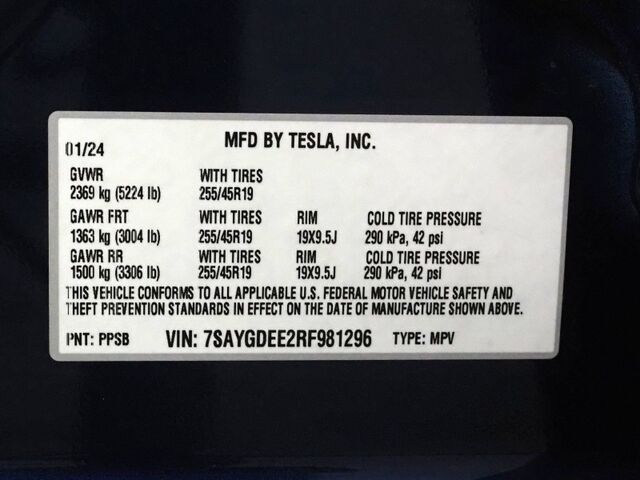 MFD BY TESLA, INC.
01/24
GVWR WITH TIRES
2369 kg (5224 lb) 255/45R19
GAWR FRT WITH TIRES RIM COLD TIRE PRESSURE
1363 kg (3004 lb) 255/45R19 19X9.5J 290 kPa, 42 psi
GAWR RR WITH TIRES RIM COLD TIRE PRESSURE
1500 kg (3306 lb) 255/45R19 19X9.5J 290 kPa, 42 psi
THIS VEHICLE CONFORMS TO ALL APPLICABLE U.S. FEDERAL MOTOR VEHICLE SAFETY AND
THEFT PREVENTION STANDARDS IN EFFECT ON THE DATE OF MANUFACTURE SHOWN ABOVE.
PNT: PPSB VIN: 7SAYGDEE2RF981296 TYPE: MPV